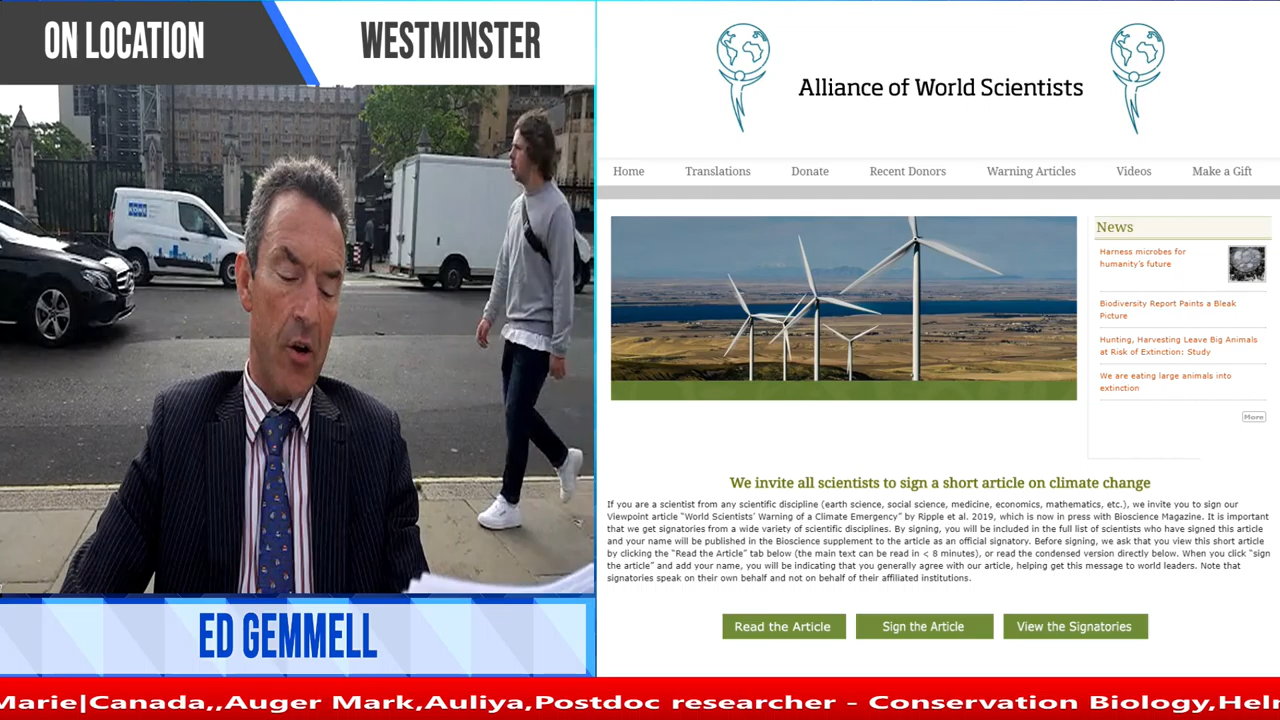 ON LOCATION
WESTMINSTER
ED GEMMELL
Alliance of World Scientists
Home
Translations
Donate
Recent Donors
Warning Articles
Videos
Make a Gift
News
Harness microbes for
humanity's future
Biodiversity Report Paints a Bleak
Picture
Hunting, Harvesting Leave Big Animals
at Risk of Extinction: Study
We are eating large animals into
extinction
More
We invite all scientists to sign a short article on climate change
If you are a scientist from any scientific discipline (earth science, social science, medicine, economics, mathematics, etc.), we invite you to sign our
Viewpoint article "World Scientists' Warning of a Climate Emergency" by Ripple et al. 2019, which is now in press with Bioscience Magazine. It is important
that we get signatories from a wide variety of scientific disciplines. By signing, you will be included in the full list of scientists who have signed this article
and your name will be published in the Bioscience supplement to the article as an official signatory. Before signing, we ask that you view this short article
by clicking the "Read the Article" tab below (the main text can be read in < 8 minutes), or read the condensed version directly below. When you click "sign
the article" and add your name, you will be indicating that you generally agree with our article, helping get this message to world leaders. Note that
signatories speak on their own behalf and not on behalf of their affiliated institutions.
Read the Article
Sign the Article
View the Signatories
Marie|Canada,,Auger Mark,Auliya,Postdoc researcher - Conservation Biology,Hel